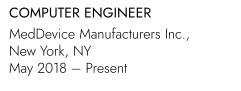 COMPUTER ENGINEER
MedDevice Manufacturers Inc.,
New York, NY
May 2018 – Present